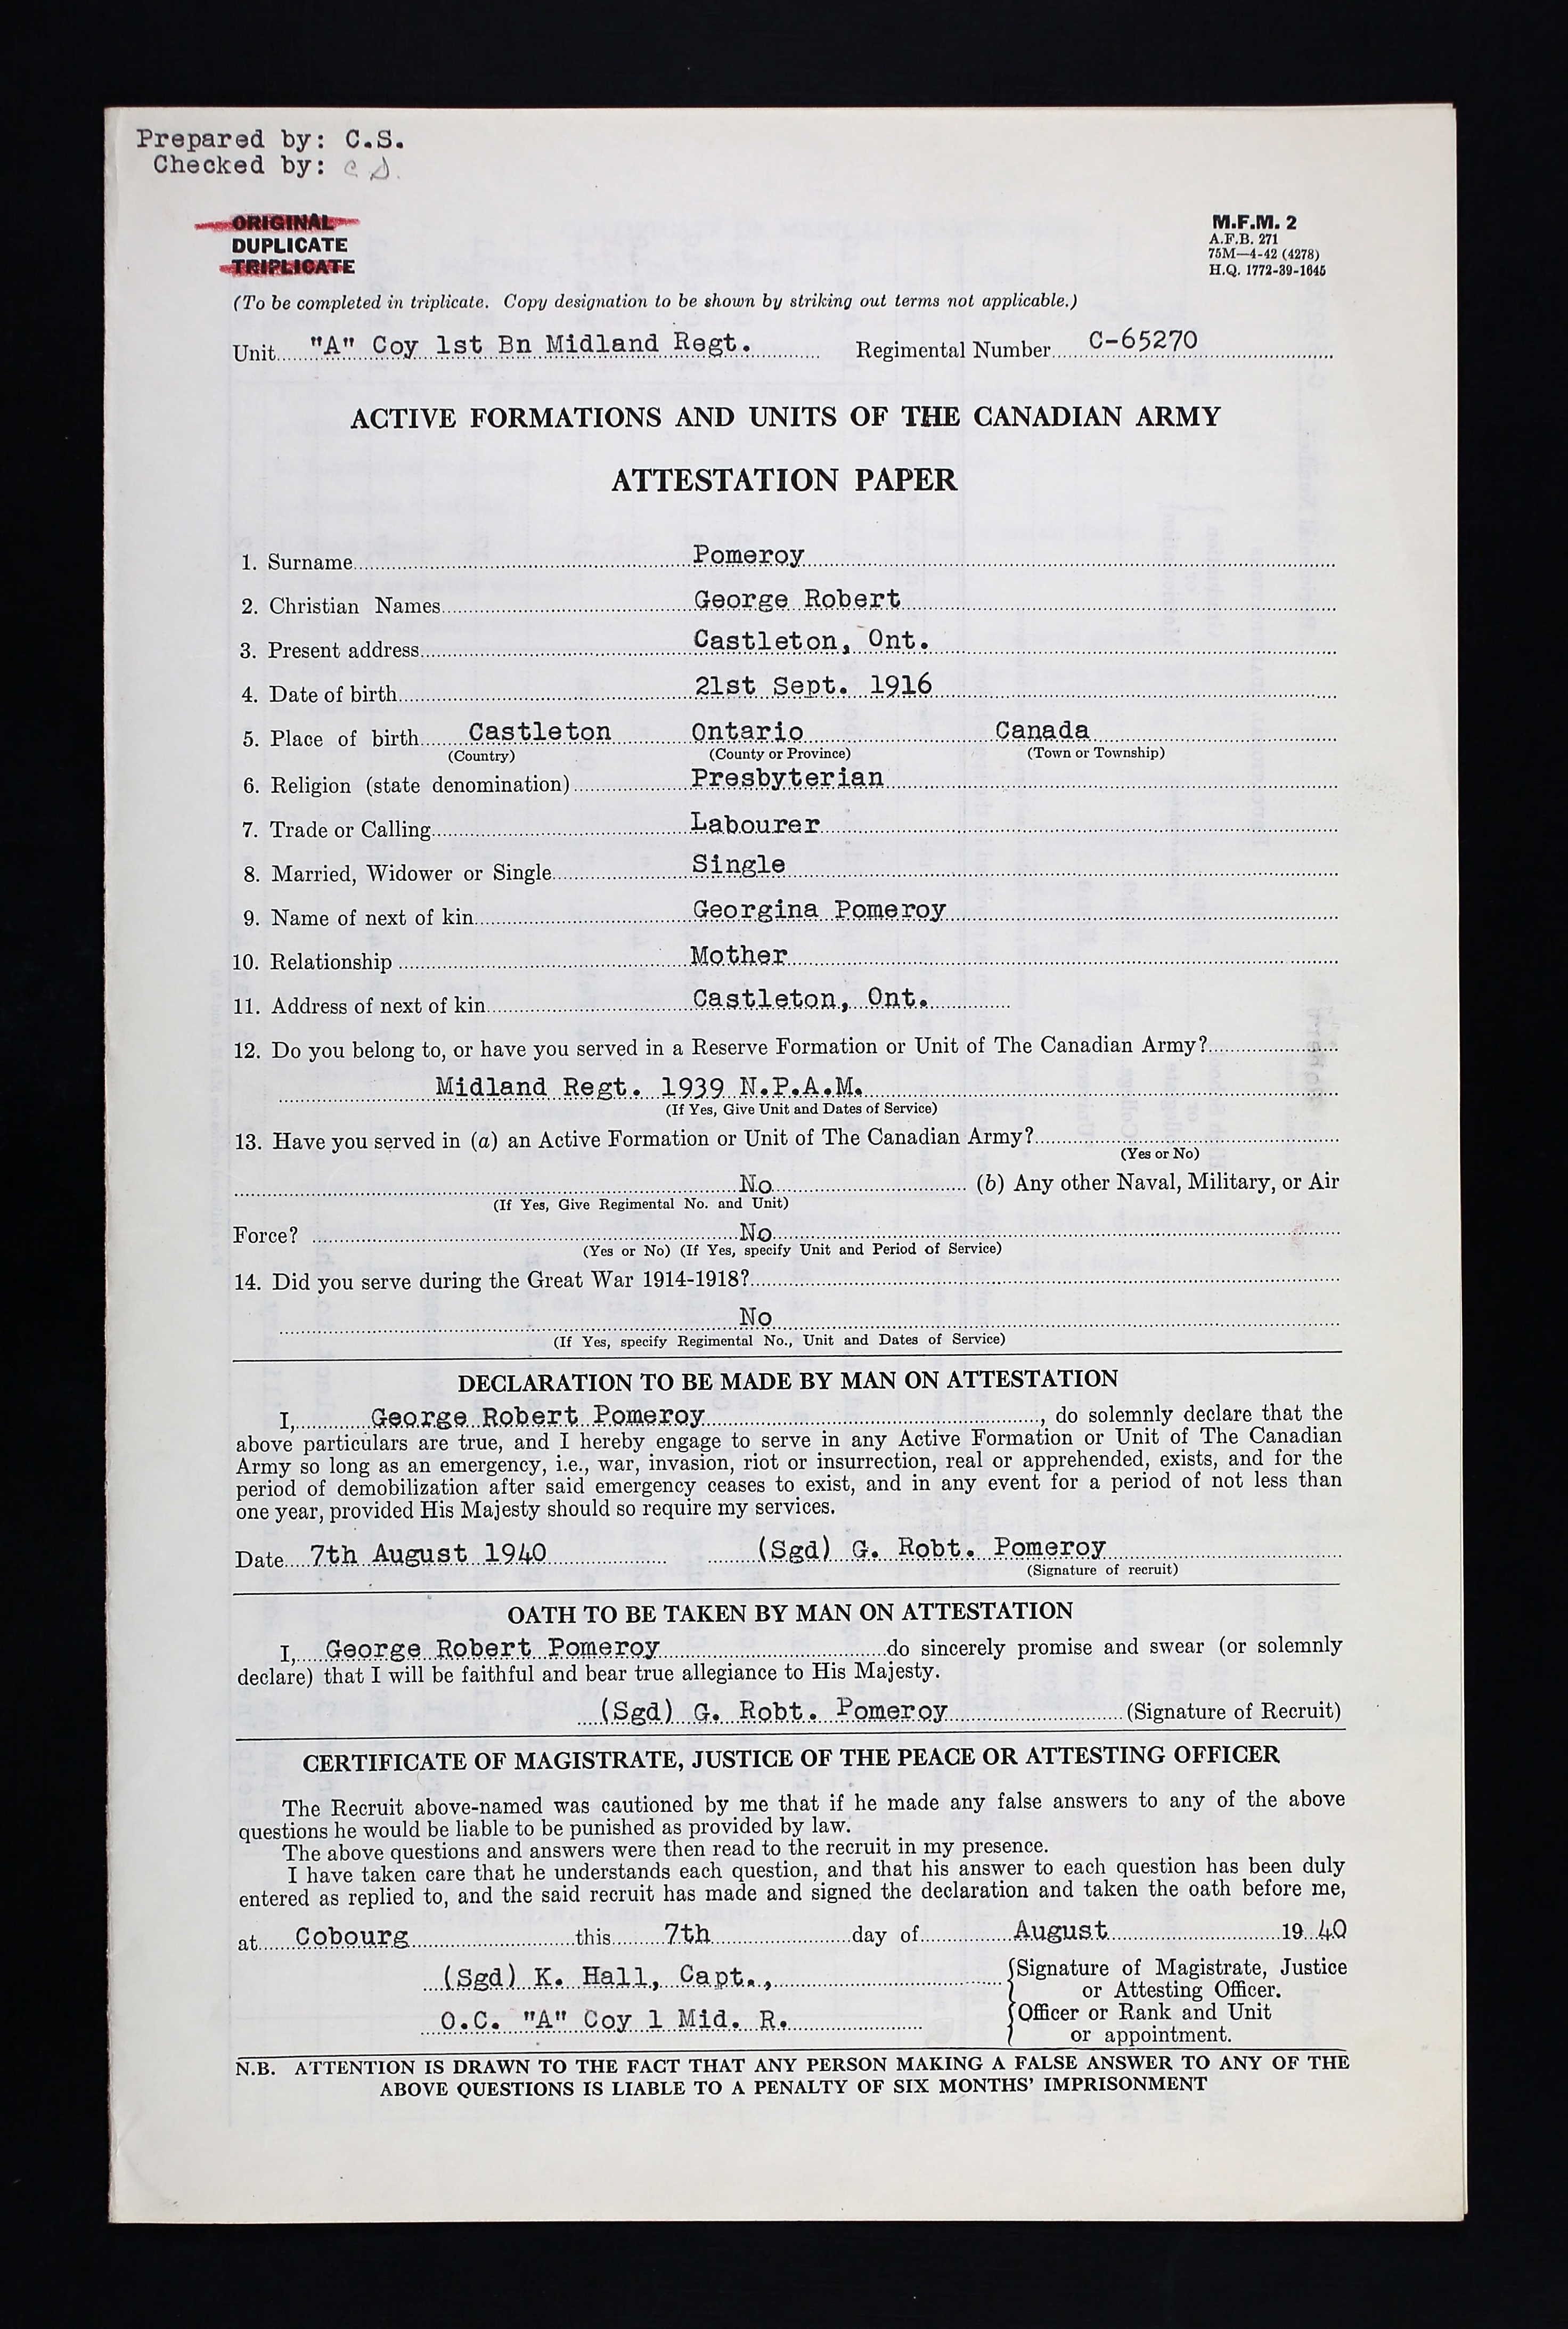 Prepared by: C.S.
Checked by:
ORIGINAL
DUPLICATE
TRIPLICATE
M.F.M. 2
A.F.B. 271
75M—4-42 (4278)
H.Q. 1772-39-1645
(To be completed in triplicate. Copy designation to be shown by striking out terms not applicable.)
Unit "A" Coy 1st Bn Midland Regt. Regimental Number C-65270
ACTIVE FORMATIONS AND UNITS OF THE CANADIAN ARMY
ATTESTATION PAPER
1. Surname Pomeroy
2. Christian Names George Robert
3. Present address Castleton, Ont.
4. Date of birth 21st Sept. 1916
5. Place of birth Castleton Ontario Canada
(Country) (County or Province) (Town or Township)
6. Religion (state denomination) Presbyterian
7. Trade or Calling Labourer
8. Married, Widower or Single Single
9. Name of next of kin Georgina Pomeroy
10. Relationship Mother
11. Address of next of kin Castleton, Ont.
12. Do you belong to, or have you served in a Reserve Formation or Unit of The Canadian Army?
Midland Regt. 1939 N.P.A.M.
(If Yes, Give Unit and Dates of Service)
13. Have you served in (a) an Active Formation or Unit of The Canadian Army?
(Yes or No)
No (b) Any other Naval, Military, or Air
(If Yes, Give Regimental No. and Unit)
Force? No
(Yes or No) (If Yes, specify Unit and Period of Service)
14. Did you serve during the Great War 1914-1918?
No
(If Yes, specify Regimental No., Unit and Dates of Service)
DECLARATION TO BE MADE BY MAN ON ATTESTATION
I, George Robert Pomeroy, do solemnly declare that the
above particulars are true, and I hereby engage to serve in any Active Formation or Unit of The Canadian
Army so long as an emergency, i.e., war, invasion, riot or insurrection, real or apprehended, exists, and for the
period of demobilization after said emergency ceases to exist, and in any event for a period of not less than
one year, provided His Majesty should so require my services.
Date 7th August 1940 (Sgd) G. Robt. Pomeroy
(Signature of recruit)
OATH TO BE TAKEN BY MAN ON ATTESTATION
I, George Robert Pomeroy do sincerely promise and swear (or solemnly
declare) that I will be faithful and bear true allegiance to His Majesty.
(Sgd) G. Robt. Pomeroy (Signature of Recruit)
CERTIFICATE OF MAGISTRATE, JUSTICE OF THE PEACE OR ATTESTING OFFICER
The Recruit above-named was cautioned by me that if he made any false answers to any of the above
questions he would be liable to be punished as provided by law.
The above questions and answers were then read to the recruit in my presence.
I have taken care that he understands each question, and that his answer to each question has been duly
entered as replied to, and the said recruit has made and signed the declaration and taken the oath before me,
at Cobourg this 7th day of August 19 40
(Sgd) K. Hall, Capt., Signature of Magistrate, Justice
or Attesting Officer.
O.C. "A" Coy 1 Mid. R. Officer or Rank and Unit
or appointment.
N.B. ATTENTION IS DRAWN TO THE FACT THAT ANY PERSON MAKING A FALSE ANSWER TO ANY OF THE
ABOVE QUESTIONS IS LIABLE TO A PENALTY OF SIX MONTHS' IMPRISONMENT